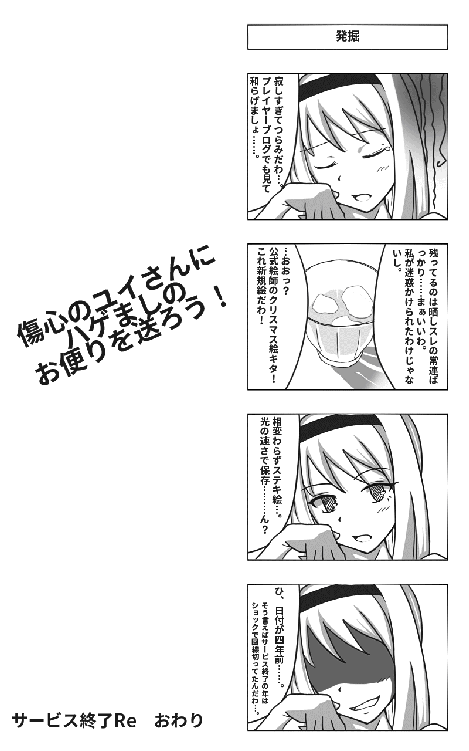 発掘
寂しすぎてつらみだわ…。
プレイヤーブログでも見て
和らげましょ……。
残ってるのは晒しスレの常連ば
っかり……まぁいいわ。
私が迷惑かけられたわけじゃな
いし。
…おおっ？
公式絵師のクリスマス絵キタ！
これ新規絵だわ！
相変わらずステキ絵…。
光の速さで保存………ん？
ひ、日付が四年前……。
そう言えばサービス終了の年は
ショックで回線切ってたんだわ…。
傷心のユイさんに
ハゲましの
お便りを送ろう！
サービス終了Re　おわり